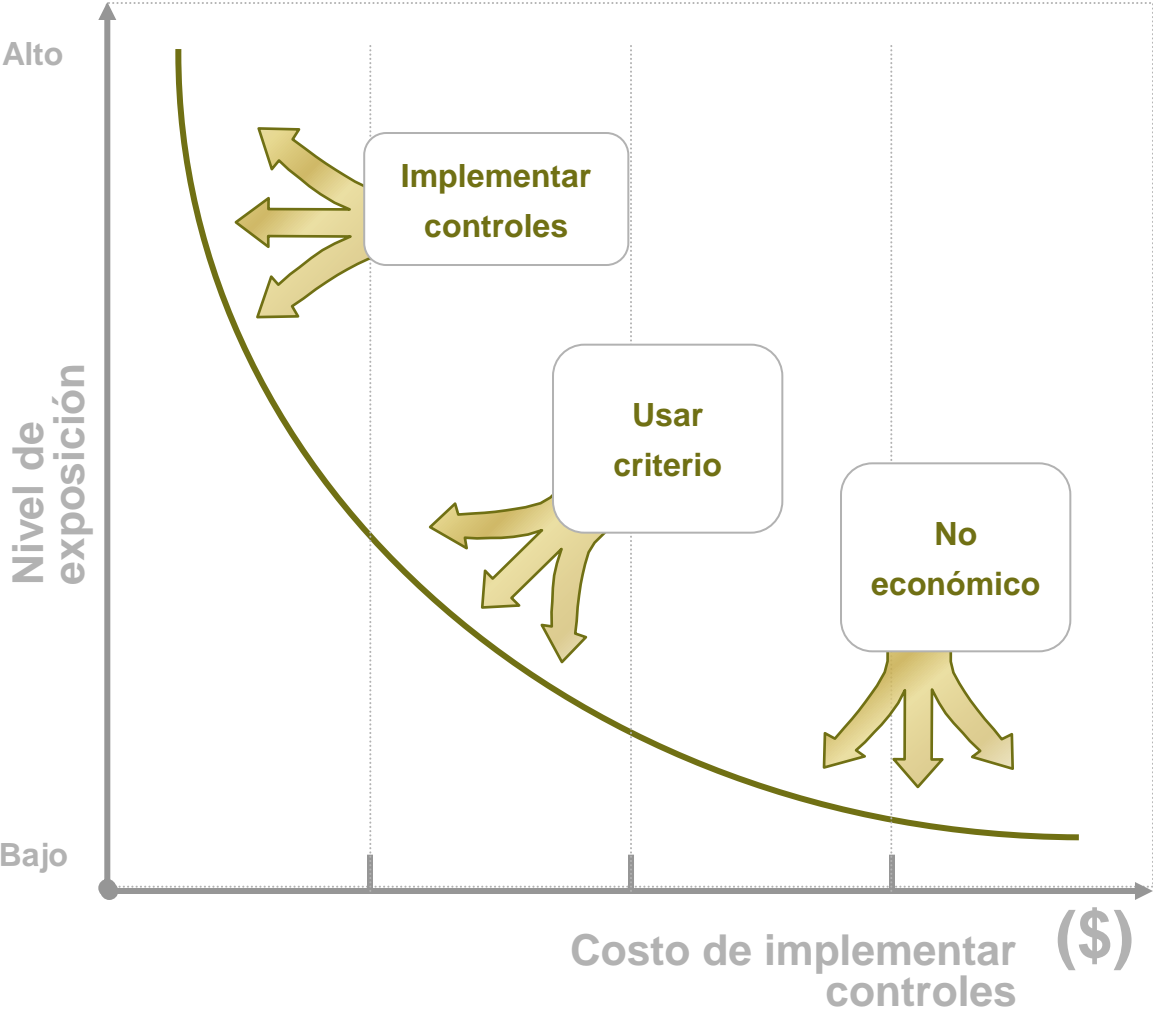 Alto
Implementar
controles
Usar
criterio
No
económico
Nivel de
exposición
Bajo
Costo de implementar
controles
($)